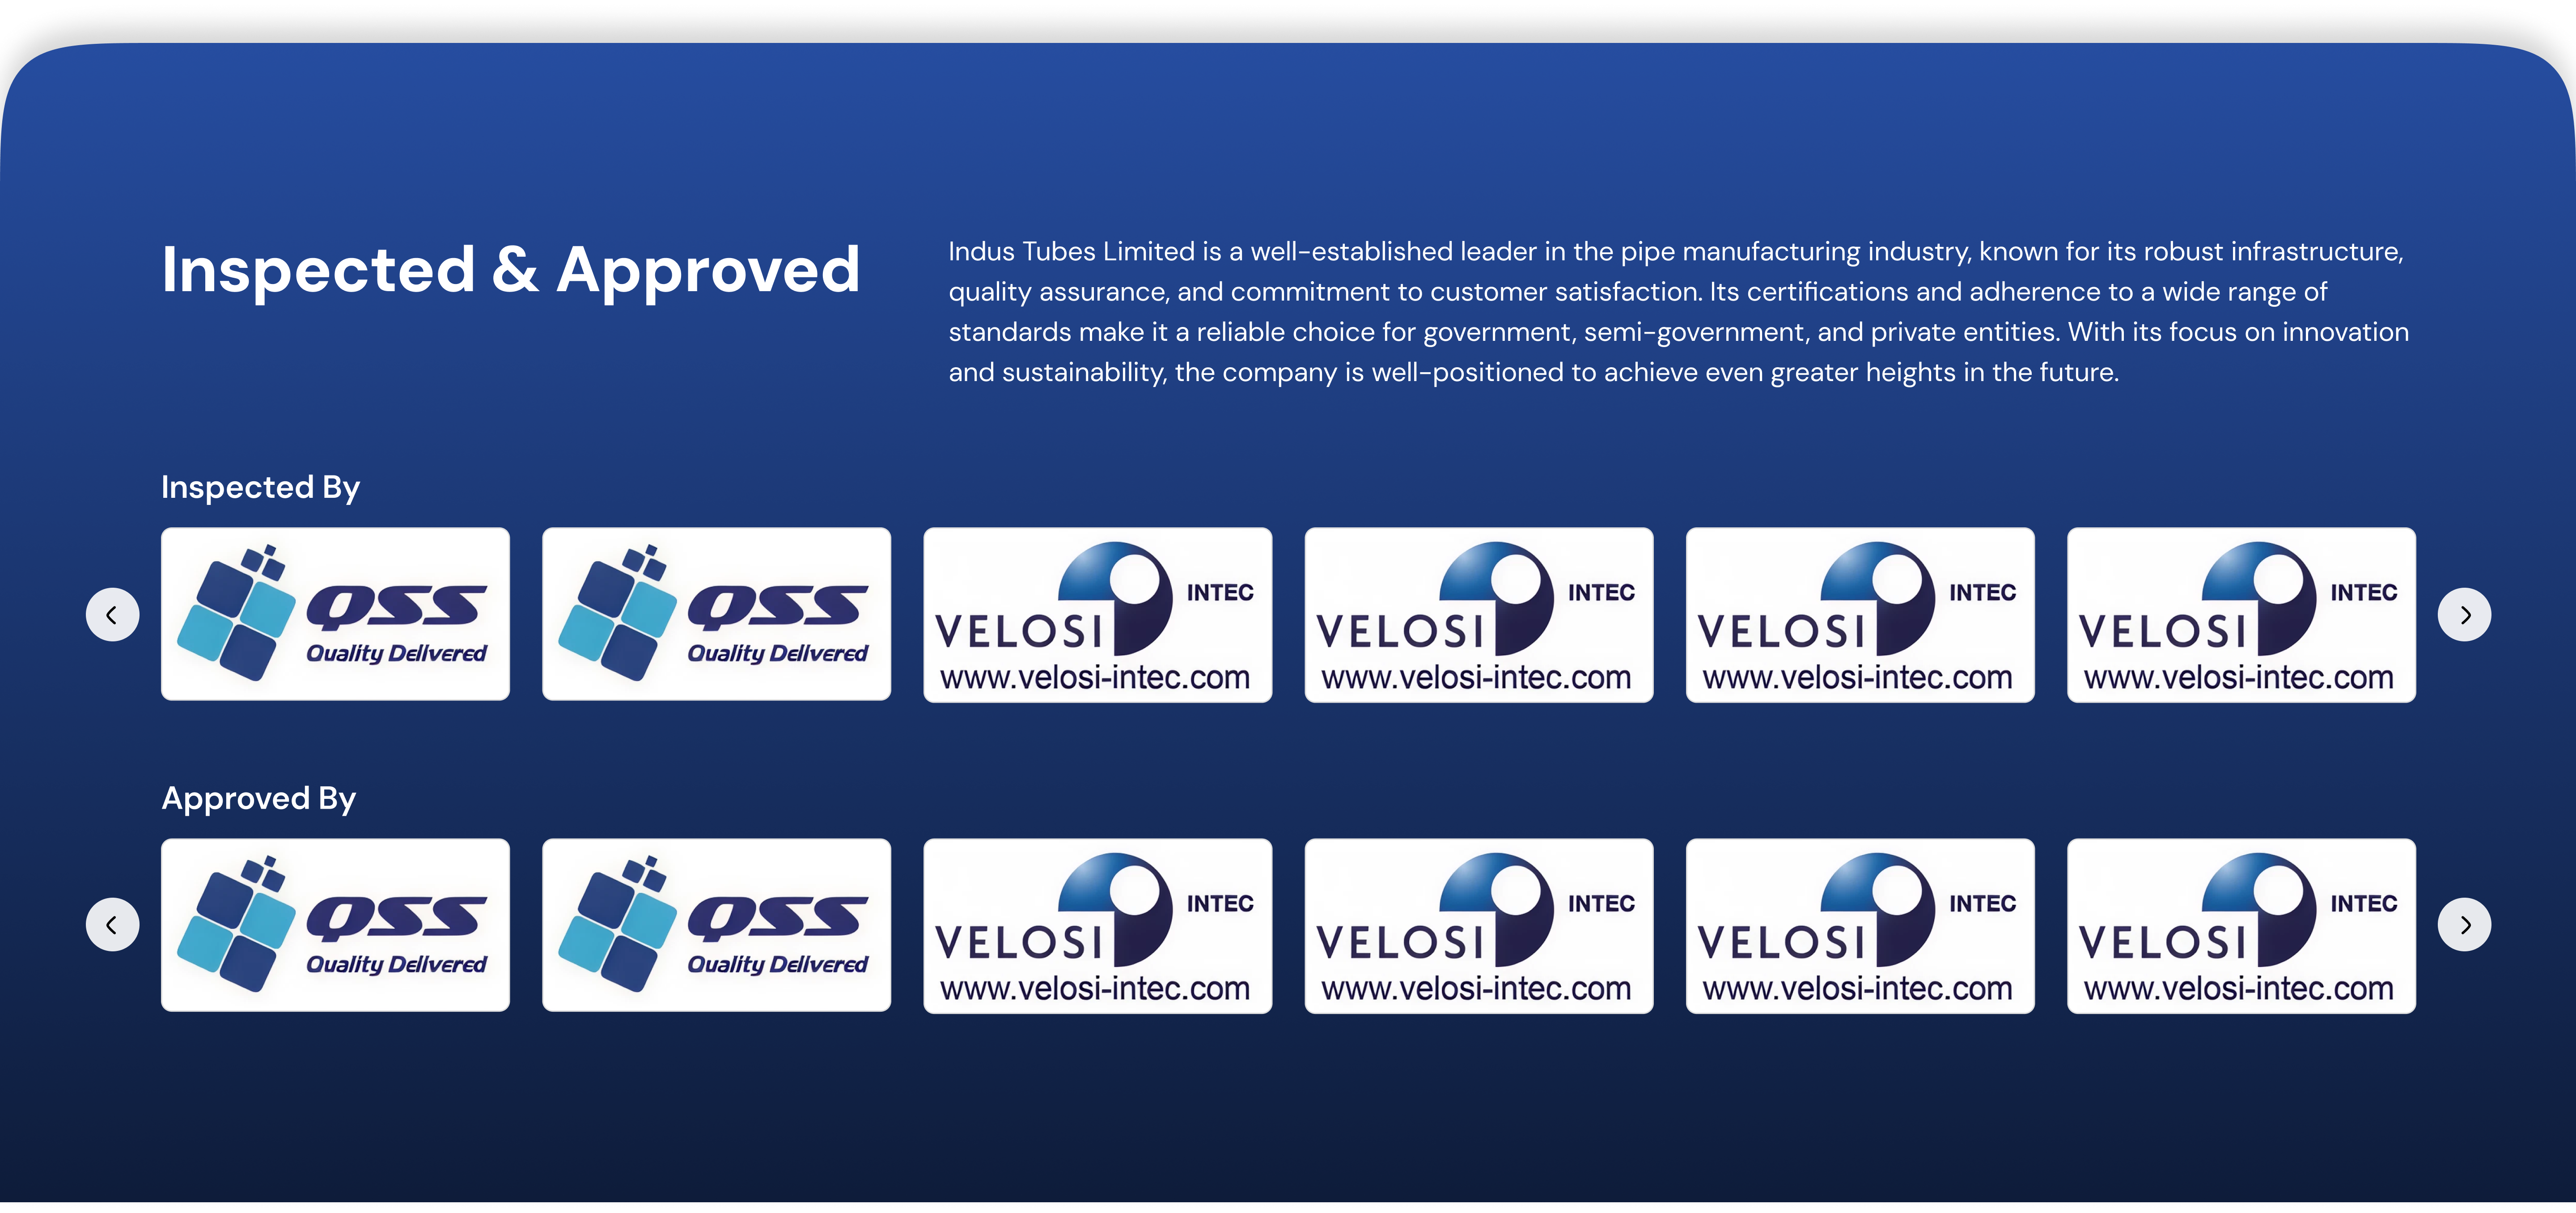 Inspected & Approved
Indus Tubes Limited is a well-established leader in the pipe manufacturing industry, known for its robust infrastructure,
quality assurance, and commitment to customer satisfaction. Its certifications and adherence to a wide range of
standards make it a reliable choice for government, semi-government, and private entities. With its focus on innovation
and sustainability, the company is well-positioned to achieve even greater heights in the future.
Inspected By
QSS
Quality Delivered
QSS
Quality Delivered
VELOSI INTEC
www.velosi-intec.com
VELOSI INTEC
www.velosi-intec.com
VELOSI INTEC
www.velosi-intec.com
VELOSI INTEC
www.velosi-intec.com
Approved By
QSS
Quality Delivered
QSS
Quality Delivered
VELOSI INTEC
www.velosi-intec.com
VELOSI INTEC
www.velosi-intec.com
VELOSI INTEC
www.velosi-intec.com
VELOSI INTEC
www.velosi-intec.com